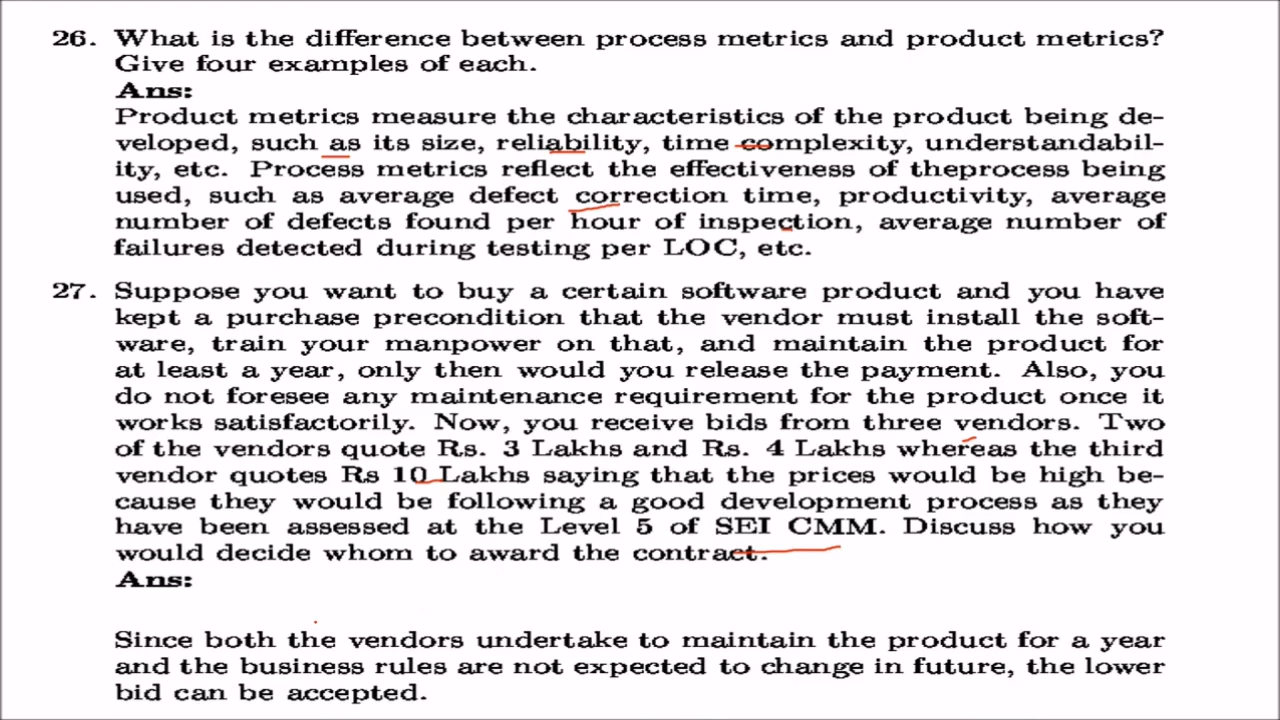 26. What is the difference between process metrics and product metrics?
Give four examples of each.
Ans:
Product metrics measure the characteristics of the product being de-
veloped, such as its size, reliability, time complexity, understandabil-
ity, etc. Process metrics reflect the effectiveness of theprocess being
used, such as average defect correction time, productivity, average
number of defects found per hour of inspection, average number of
failures detected during testing per LOC, etc.
27. Suppose you want to buy a certain software product and you have
kept a purchase precondition that the vendor must install the soft-
ware, train your manpower on that, and maintain the product for
at least a year, only then would you release the payment. Also, you
do not foresee any maintenance requirement for the product once it
works satisfactorily. Now, you receive bids from three vendors. Two
of the vendors quote Rs. 3 Lakhs and Rs. 4 Lakhs whereas the third
vendor quotes Rs 10 Lakhs saying that the prices would be high be-
cause they would be following a good development process as they
have been assessed at the Level 5 of SEI CMM. Discuss how you
would decide whom to award the contract.
Ans:
Since both the vendors undertake to maintain the product for a year
and the business rules are not expected to change in future, the lower
bid can be accepted.